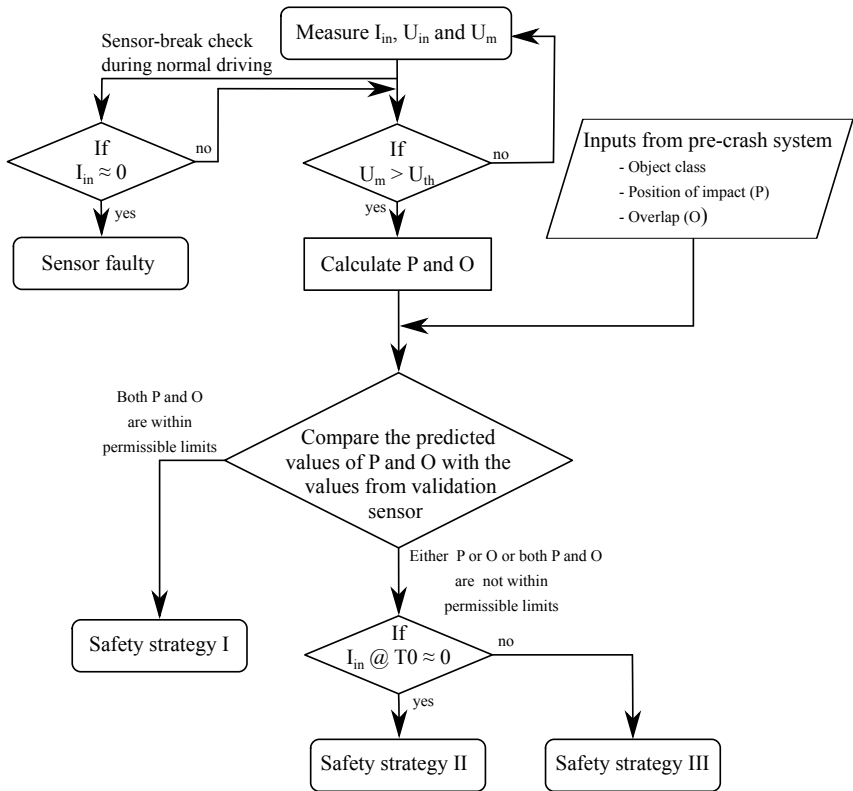 Measure I_in, U_in and U_m
Sensor-break check
during normal driving
If
I_in ≈ 0
no
yes
Sensor faulty
If
U_m > U_th
no
yes
Calculate P and O
Inputs from pre-crash system
- Object class
- Position of impact (P)
- Overlap (O)
Both P and O
are within
permissible limits
Compare the predicted
values of P and O with the
values from validation
sensor
Either P or O or both P and O
are not within
permissible limits
Safety strategy I
If
I_in @ T0 ≈ 0
no
yes
Safety strategy II
Safety strategy III